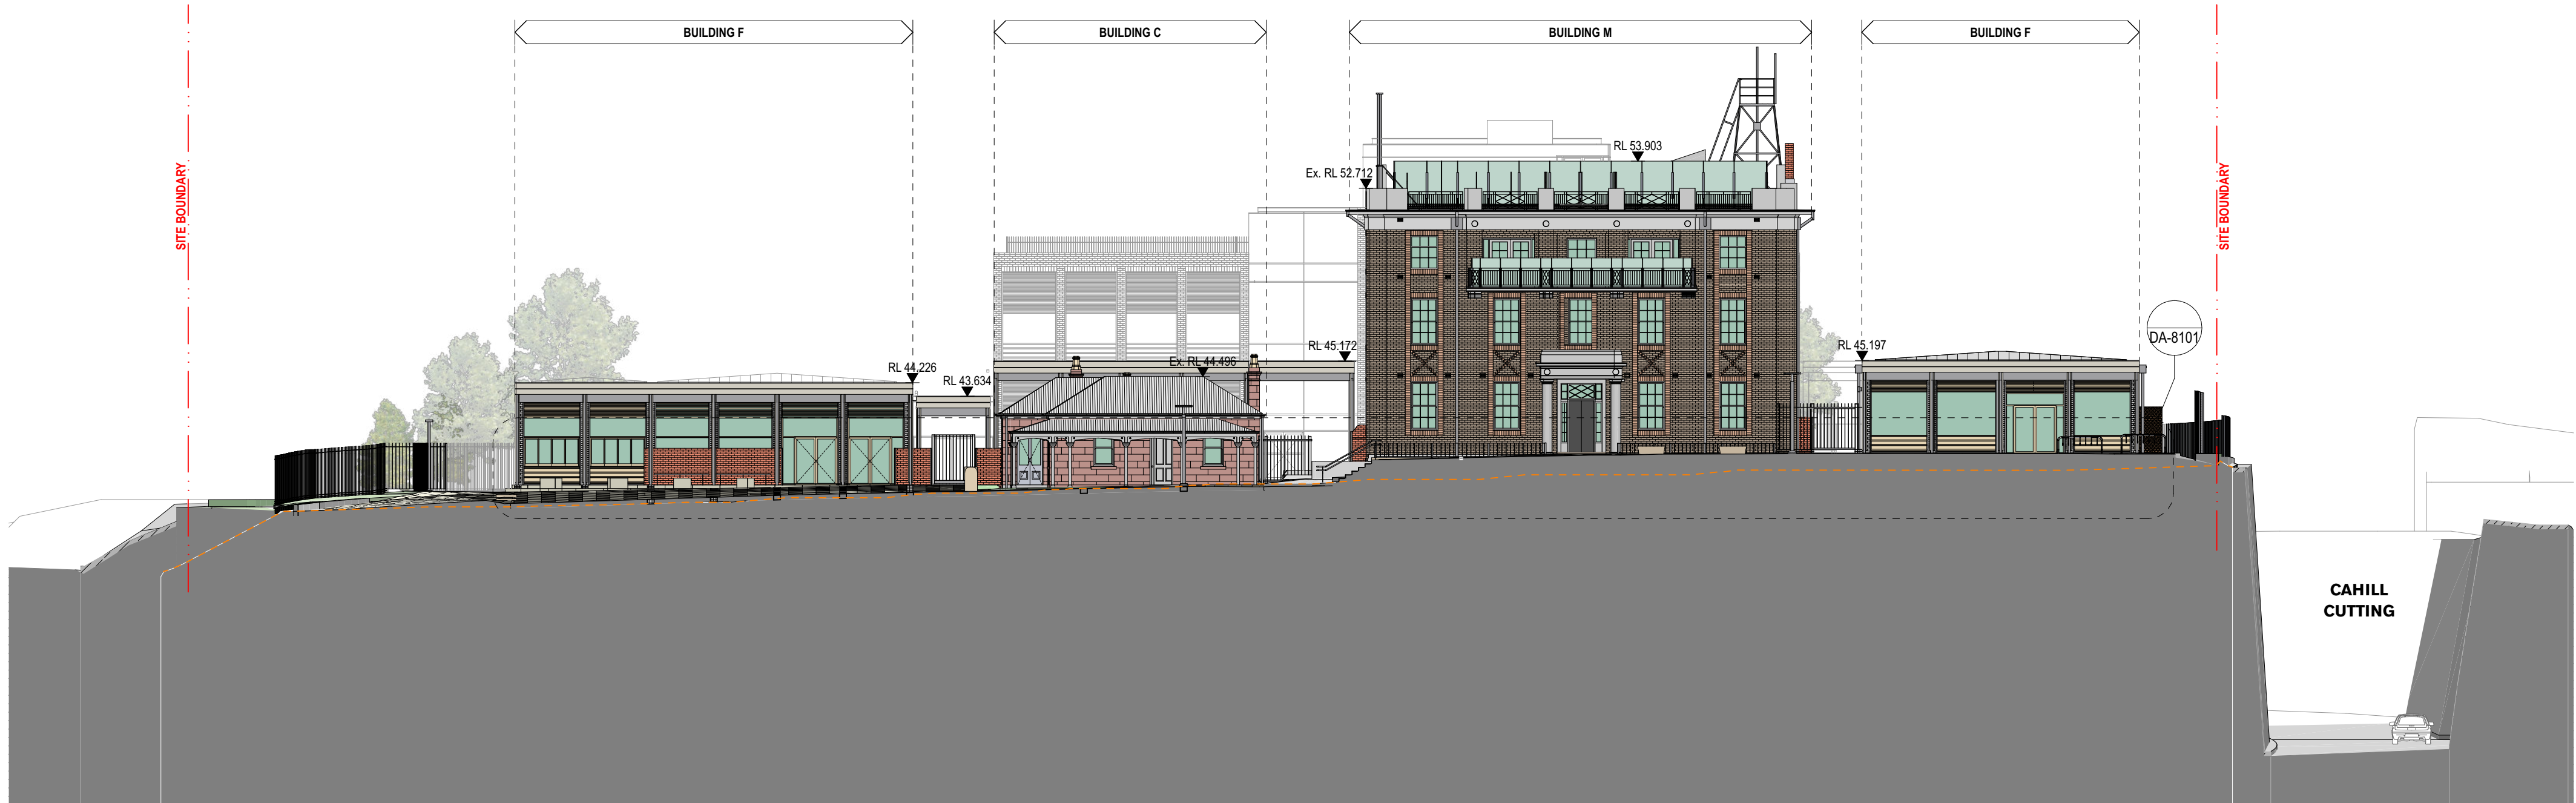 BUILDING F
BUILDING C
BUILDING M
BUILDING F
SITE BOUNDARY
SITE BOUNDARY
RL 53.903
Ex. RL 52.712
RL 45.172
RL 45.197
DA-8101
Ex. RL 44.496
RL 44.226
RL 43.634
CAHILL
CUTTING